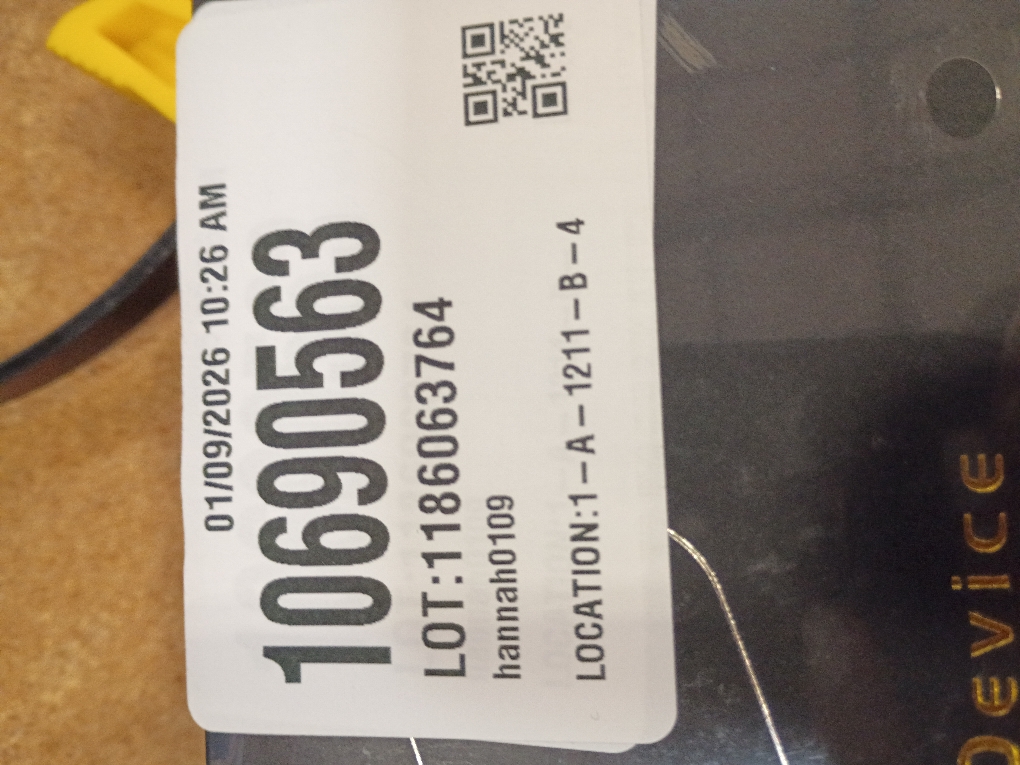 01/09/2026 10:26 AM
10690563
LOT:1186063764
hannah0109
LOCATION:1-A-1211-B-4
Device